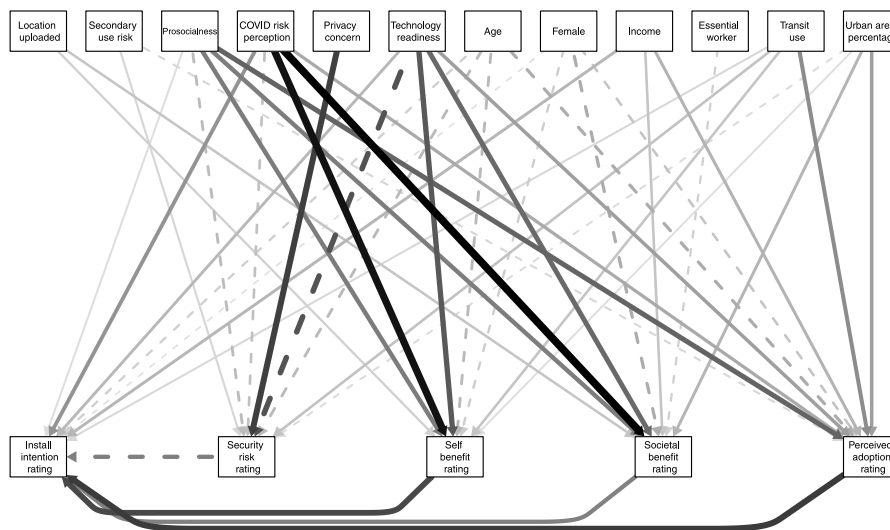 Location
uploaded
Secondary
use risk
Prosocialness
COVID risk
perception
Privacy
concern
Technology
readiness
Age
Female
Income
Essential
worker
Transit
use
Urban are
percentag
Install
intention
rating
Security
risk
rating
Self
benefit
rating
Societal
benefit
rating
Perceived
adoption
rating